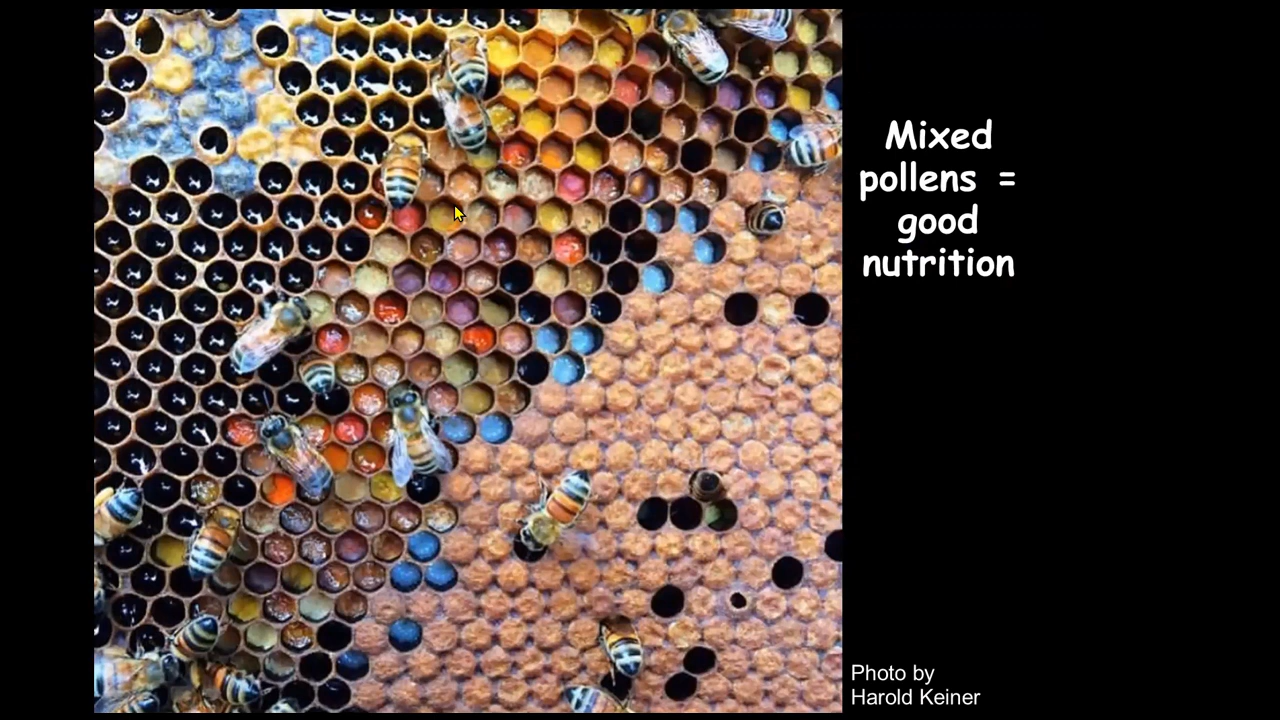 Mixed
pollens =
good
nutrition
Photo by
Harold Keiner